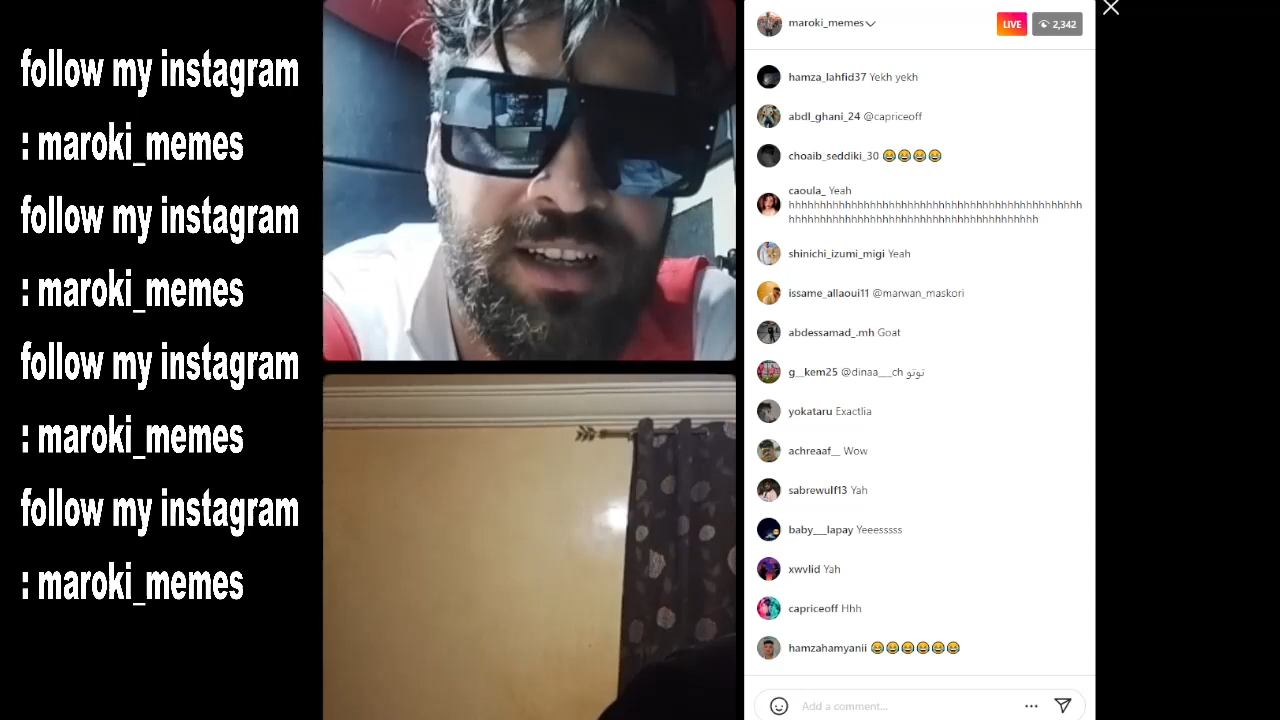 follow my instagram
: maroki_memes
follow my instagram
: maroki_memes
follow my instagram
: maroki_memes
follow my instagram
: maroki_memes
maroki_memes
LIVE
2,342
hamza_lahfid37 Yekh yekh
abdl_ghani_24 @capriceoff
choaib_seddiki_30 😂😂😂😂
caoula_ Yeah
hhhhhhhhhhhhhhhhhhhhhhhhhhhhhhhhhhhhhhhhhhhhhhh
hhhhhhhhhhhhhhhhhhhhhhhhhhhhhhhhhhhhhhhh
shinichi_izumi_migi Yeah
issame_allaoui11 @marwan_maskori
abdessamad_.mh Goat
g__kem25 @dinaa___ch توتو
yokataru Exactlia
achreaaf__ Wow
sabrewulf13 Yah
baby___lapay Yeeesssss
xwvlid Yah
capriceoff Hhh
hamzahamyanii 😂😂😂😂😂😂
Add a comment...